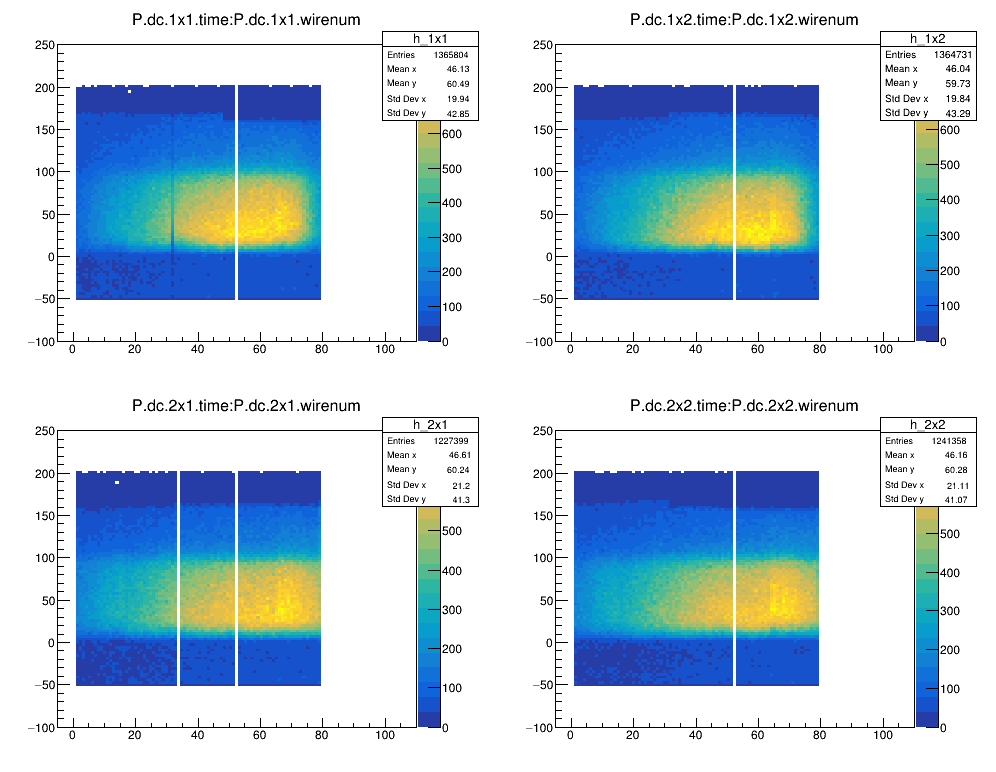 P.dc.1x1.time:P.dc.1x1.wirenum
h_1x1
Entries 1365804
Mean x 46.13
Mean y 60.49
Std Dev x 19.94
Std Dev y 42.85
250
200
150
100
50
0
−50
−100
0 20 40 60 80 100
600
500
400
300
200
100
0
P.dc.1x2.time:P.dc.1x2.wirenum
h_1x2
Entries 1364731
Mean x 46.04
Mean y 59.73
Std Dev x 19.84
Std Dev y 43.29
250
200
150
100
50
0
−50
−100
0 20 40 60 80 100
600
500
400
300
200
100
0
P.dc.2x1.time:P.dc.2x1.wirenum
h_2x1
Entries 1227399
Mean x 46.61
Mean y 60.24
Std Dev x 21.2
Std Dev y 41.3
250
200
150
100
50
0
−50
−100
0 20 40 60 80 100
500
400
300
200
100
0
P.dc.2x2.time:P.dc.2x2.wirenum
h_2x2
Entries 1241358
Mean x 46.16
Mean y 60.28
Std Dev x 21.11
Std Dev y 41.07
250
200
150
100
50
0
−50
−100
0 20 40 60 80 100
500
400
300
200
100
0